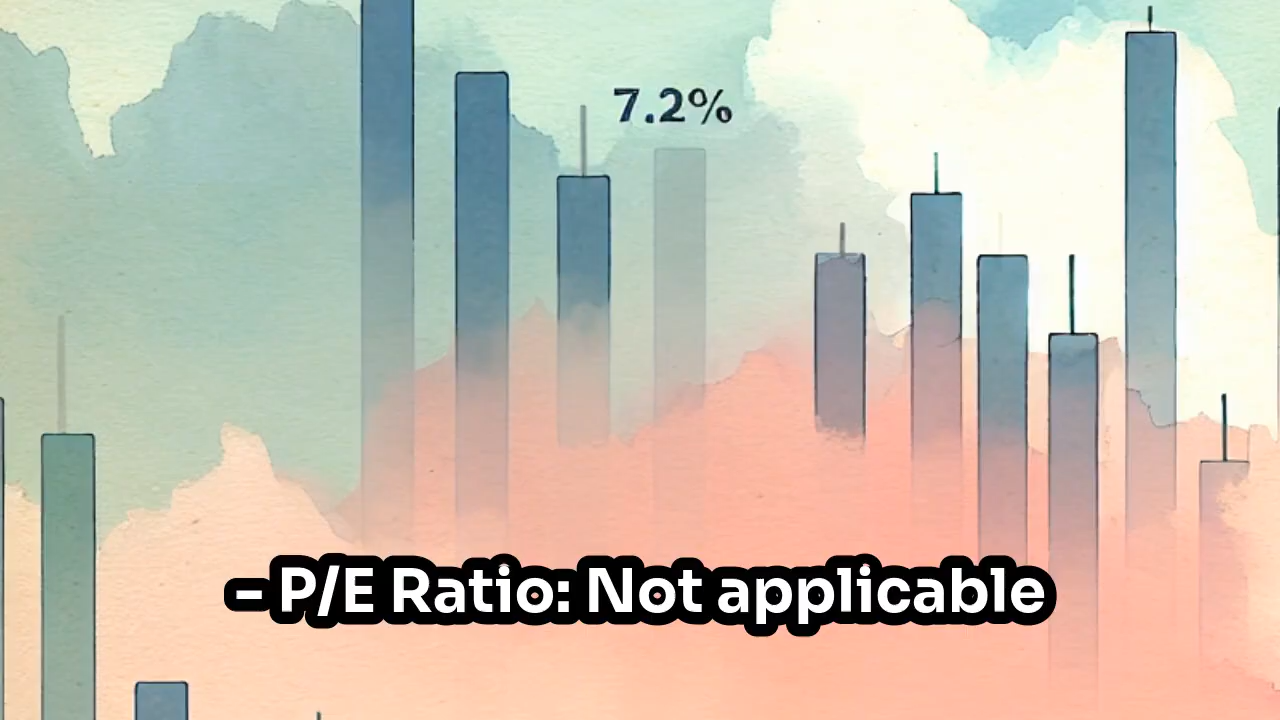 7.2%
– P/E Ratio: Not applicable